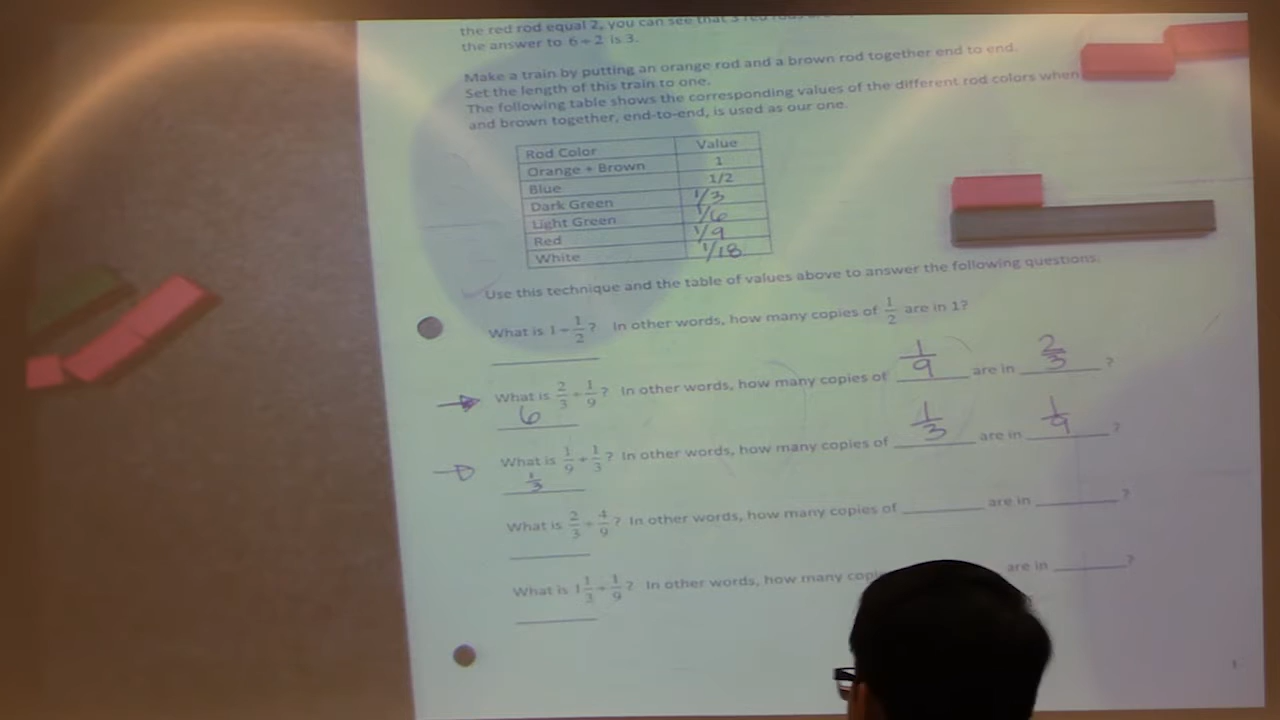 the red rod equal 2, you can see that 3 red rods
the answer to 6÷2 is 3.
Make a train by putting an orange rod and a brown rod together end to end.
Set the length of this train to one.
The following table shows the corresponding values of the different rod colors when
and brown together, end-to-end, is used as our one.
Rod Color Value
Orange + Brown 1
Blue 1/2
Dark Green 1/3
Light Green 1/6
Red 1/9
White 1/18
Use this technique and the table of values above to answer the following questions.
What is 1÷1/2? In other words, how many copies of 1/2 are in 1?
What is 2/3÷1/9? In other words, how many copies of 1/9 are in 2/3?
6
What is 1/9÷1/3? In other words, how many copies of 1/3 are in 1/9?
1/3
What is 2/3÷4/9? In other words, how many copies of ______ are in ______?
What is 1 1/3÷1/9? In other words, how many are in ______?
1